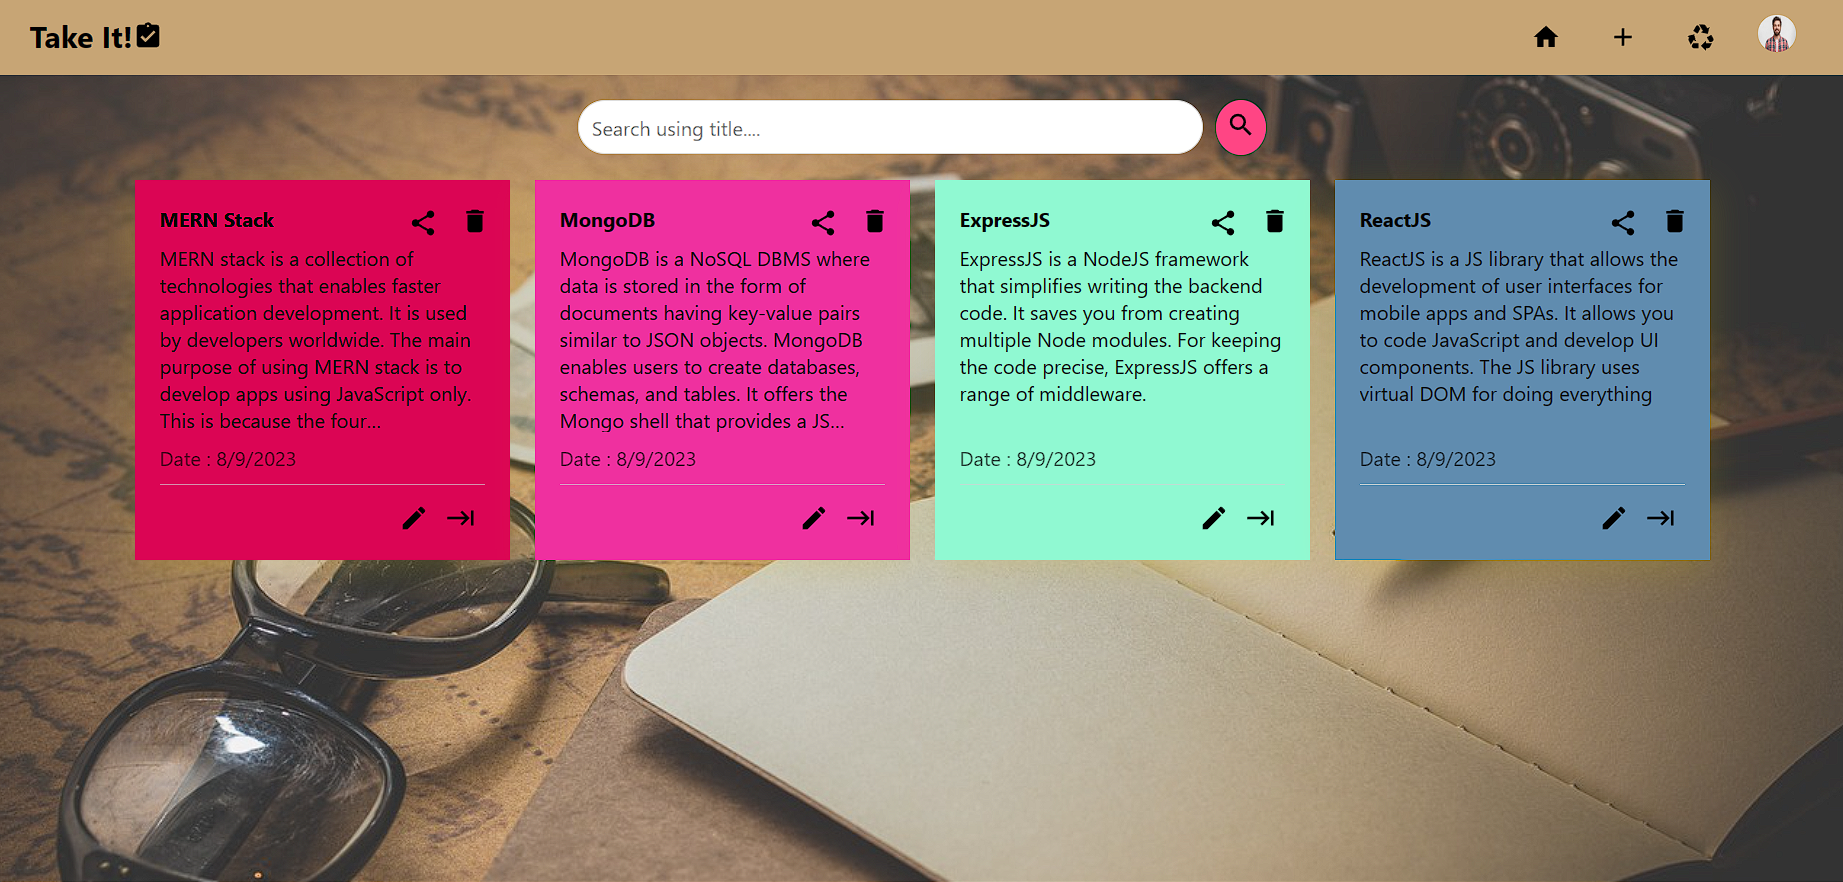 Take It!
Search using title....
MERN Stack
MERN stack is a collection of
technologies that enables faster
application development. It is used
by developers worldwide. The main
purpose of using MERN stack is to
develop apps using JavaScript only.
This is because the four...
Date : 8/9/2023
MongoDB
MongoDB is a NoSQL DBMS where
data is stored in the form of
documents having key-value pairs
similar to JSON objects. MongoDB
enables users to create databases,
schemas, and tables. It offers the
Mongo shell that provides a JS...
Date : 8/9/2023
ExpressJS
ExpressJS is a NodeJS framework
that simplifies writing the backend
code. It saves you from creating
multiple Node modules. For keeping
the code precise, ExpressJS offers a
range of middleware.
Date : 8/9/2023
ReactJS
ReactJS is a JS library that allows the
development of user interfaces for
mobile apps and SPAs. It allows you
to code JavaScript and develop UI
components. The JS library uses
virtual DOM for doing everything
Date : 8/9/2023